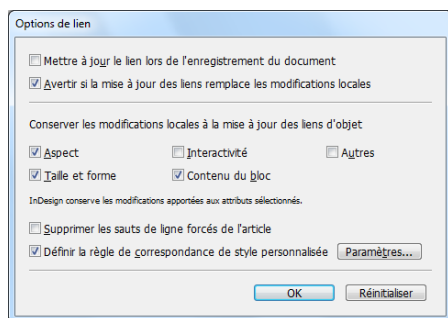 Options de lien
Mettre à jour le lien lors de l'enregistrement du document
Avertir si la mise à jour des liens remplace les modifications locales
Conserver les modifications locales à la mise à jour des liens d'objet
Aspect Interactivité Autres
Taille et forme Contenu du bloc
InDesign conserve les modifications apportées aux attributs sélectionnés.
Supprimer les sauts de ligne forcés de l'article
Définir la règle de correspondance de style personnalisée Paramètres...
OK Réinitialiser